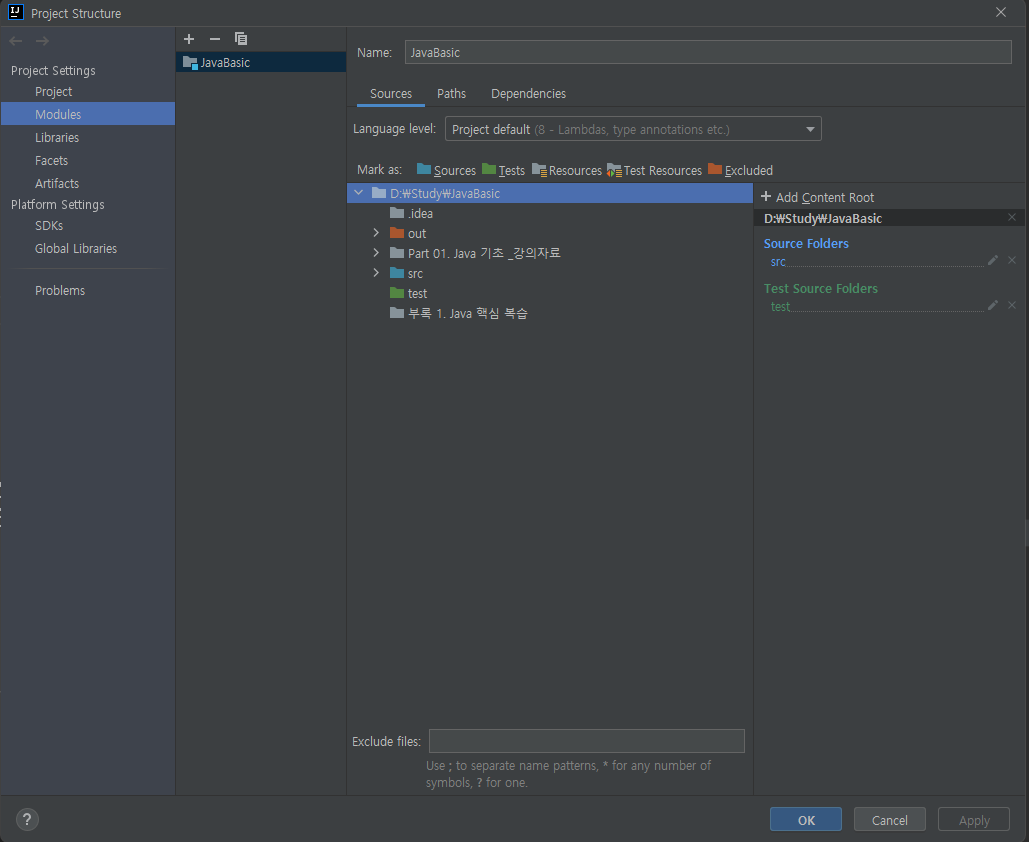 Project Structure
Project Settings
Project
Modules
Libraries
Facets
Artifacts
Platform Settings
SDKs
Global Libraries
Problems
JavaBasic
Name: JavaBasic
Sources Paths Dependencies
Language level: Project default (8 - Lambdas, type annotations etc.)
Mark as: Sources Tests Resources Test Resources Excluded
D:₩Study₩JavaBasic
.idea
out
Part 01. Java 기초 _강의자료
src
test
부록 1. Java 핵심 복습
+ Add Content Root
D:₩Study₩JavaBasic
Source Folders
src
Test Source Folders
test
Exclude files:
Use ; to separate name patterns, * for any number of
symbols, ? for one.
?
OK Cancel Apply